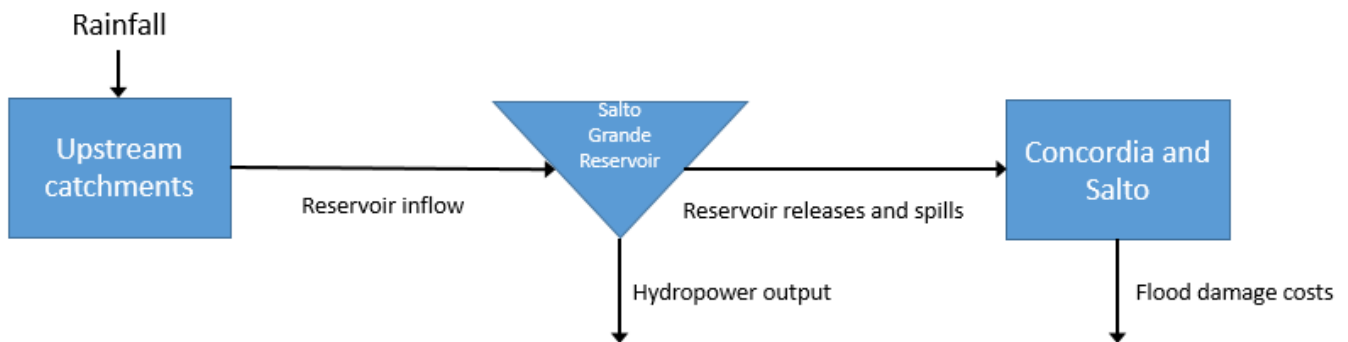 Rainfall
Upstream
catchments
Reservoir inflow
Salto
Grande
Reservoir
Reservoir releases and spills
Concordia and
Salto
Hydropower output
Flood damage costs